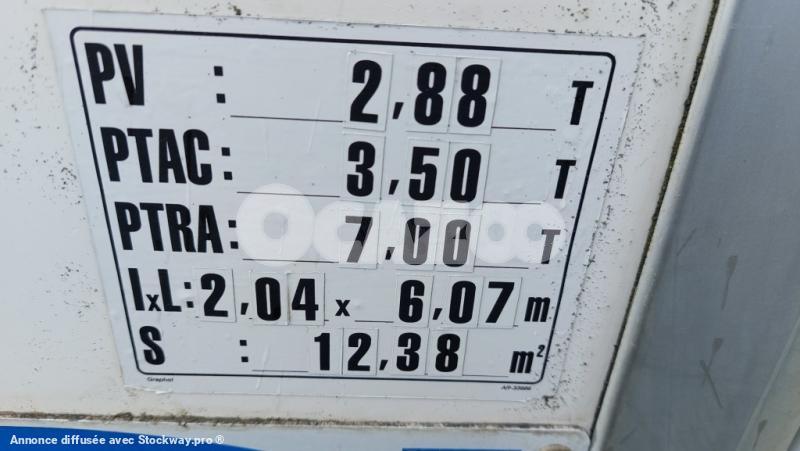 PV : 2,88 T
PTAC : 3,50 T
PTRA : 7,00 T
lxL : 2,04 x 6,07 m
S : 12,38 m²
Graphel
Annonce diffusée avec Stockway.pro ®